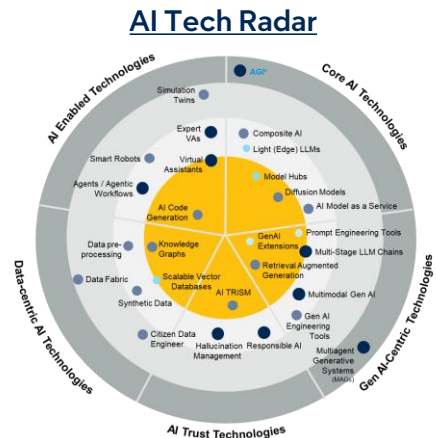 AI Tech Radar
AI Enabled Technologies
Core AI Technologies
AGI*
Simulation
Twins
Expert
VAs
Composite AI
Light (Edge) LLMs
Smart Robots
Virtual
Assistants
Model Hubs
Agents / Agentic
Workflows
Diffusion Models
AI Model as a Service
AI Code
Generation
Prompt Engineering Tools
GenAI
Extensions
Multi-Stage LLM Chains
Data pre-
processing
Knowledge
Graphs
Retrieval Augmented
Generation
Data Fabric
Scalable Vector
Databases
Synthetic Data
AI TRiSM
Multimodal Gen AI
Gen AI
Engineering
Tools
Citizen Data
Engineer
Hallucination
Management
Responsible AI
Multiagent
Generative
Systems
(MAGs)
Data-centric AI Technologies
Gen AI-Centric Technologies
AI Trust Technologies